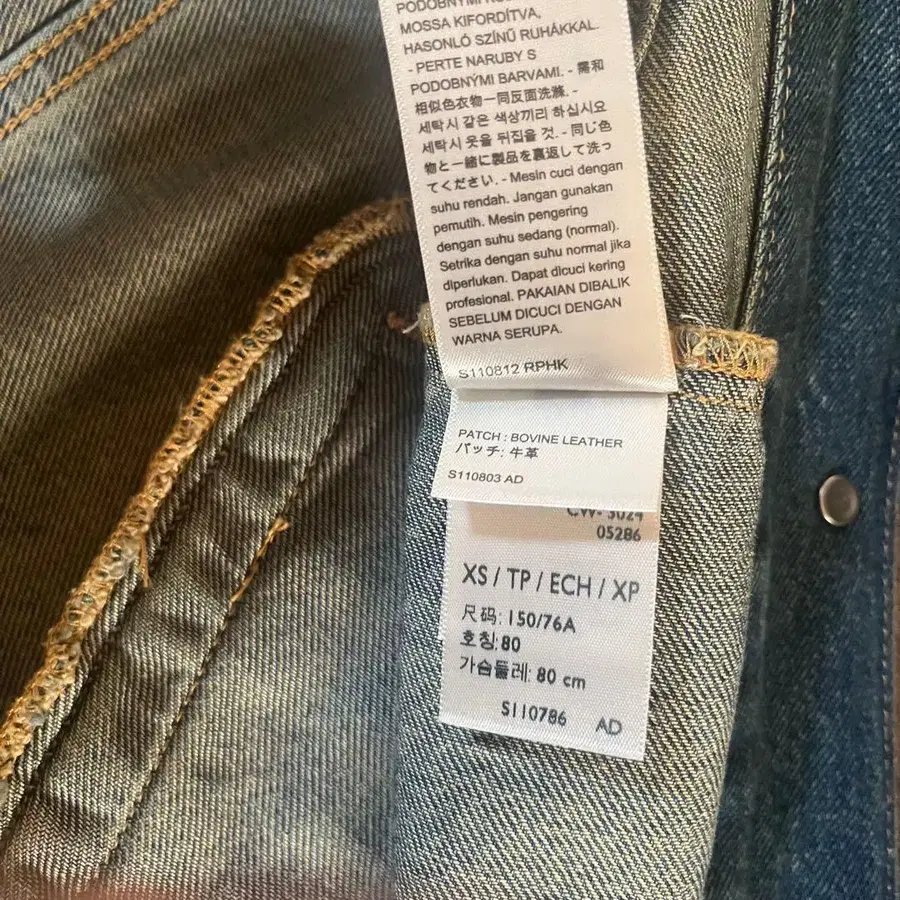 PODOBNÝMI
MOSSA KIFORDÍTVA,
HASONLÓ SZÍNŰ RUHÁKKAL.
- PERTE NARUBY S
PODOBNÝMI BARVAMI. - 需和
相似色衣物一同反面洗滌. -
세탁시 같은 색상끼리 하십시요
세탁시 옷을 뒤집을 것. - 同じ色
物と一緒に製品を裏返して洗っ
てください. - Mesin cuci dengan
suhu rendah. Jangan gunakan
pemutih. Mesin pengering
dengan suhu sedang (normal).
Setrika dengan suhu normal jika
diperlukan. Dapat dicuci kering
profesional. PAKAIAN DIBALIK
SEBELUM DICUCI DENGAN
WARNA SERUPA.
S110812 RPHK
PATCH : BOVINE LEATHER
パッチ: 牛革
S110803 AD
CW- 5024
05286
XS / TP / ECH / XP
尺码: 150/76A
호칭: 80
가슴둘레: 80 cm
S110786 AD